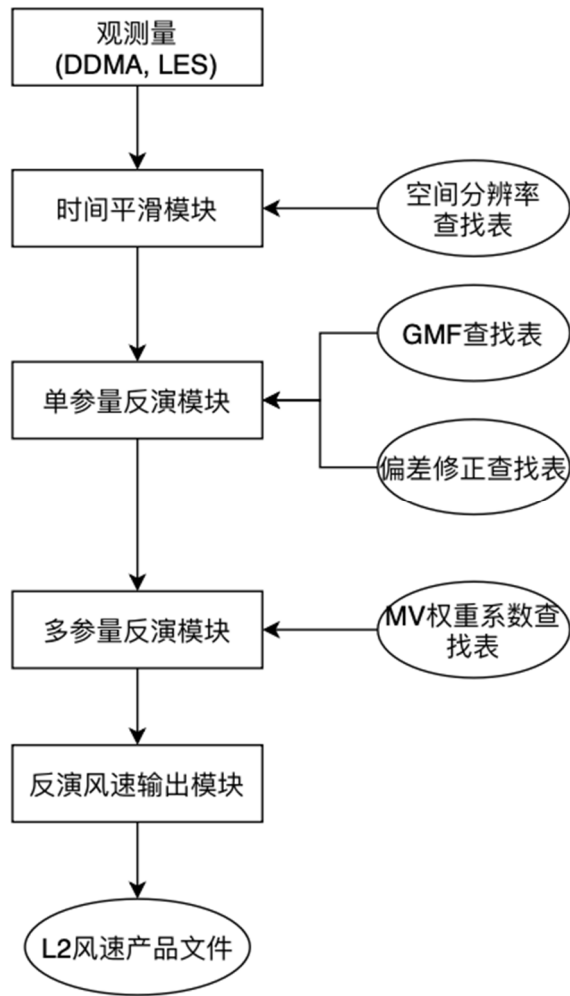 观测量
(DDMA, LES)
时间平滑模块
空间分辨率
查找表
GMF查找表
单参量反演模块
偏差修正查找表
多参量反演模块
MV权重系数查
找表
反演风速输出模块
L2风速产品文件